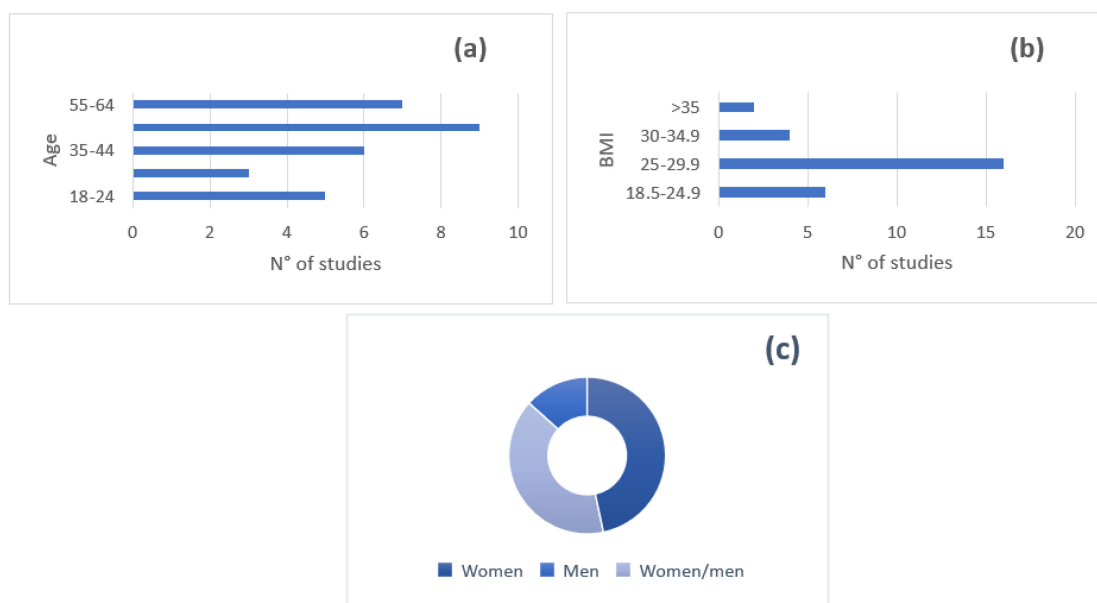 (a)
55-64
35-44
18-24
Age
0 2 4 6 8 10
N° of studies
(b)
>35
30-34.9
25-29.9
18.5-24.9
BMI
0 5 10 15 20
N° of studies
(c)
Women Men Women/men